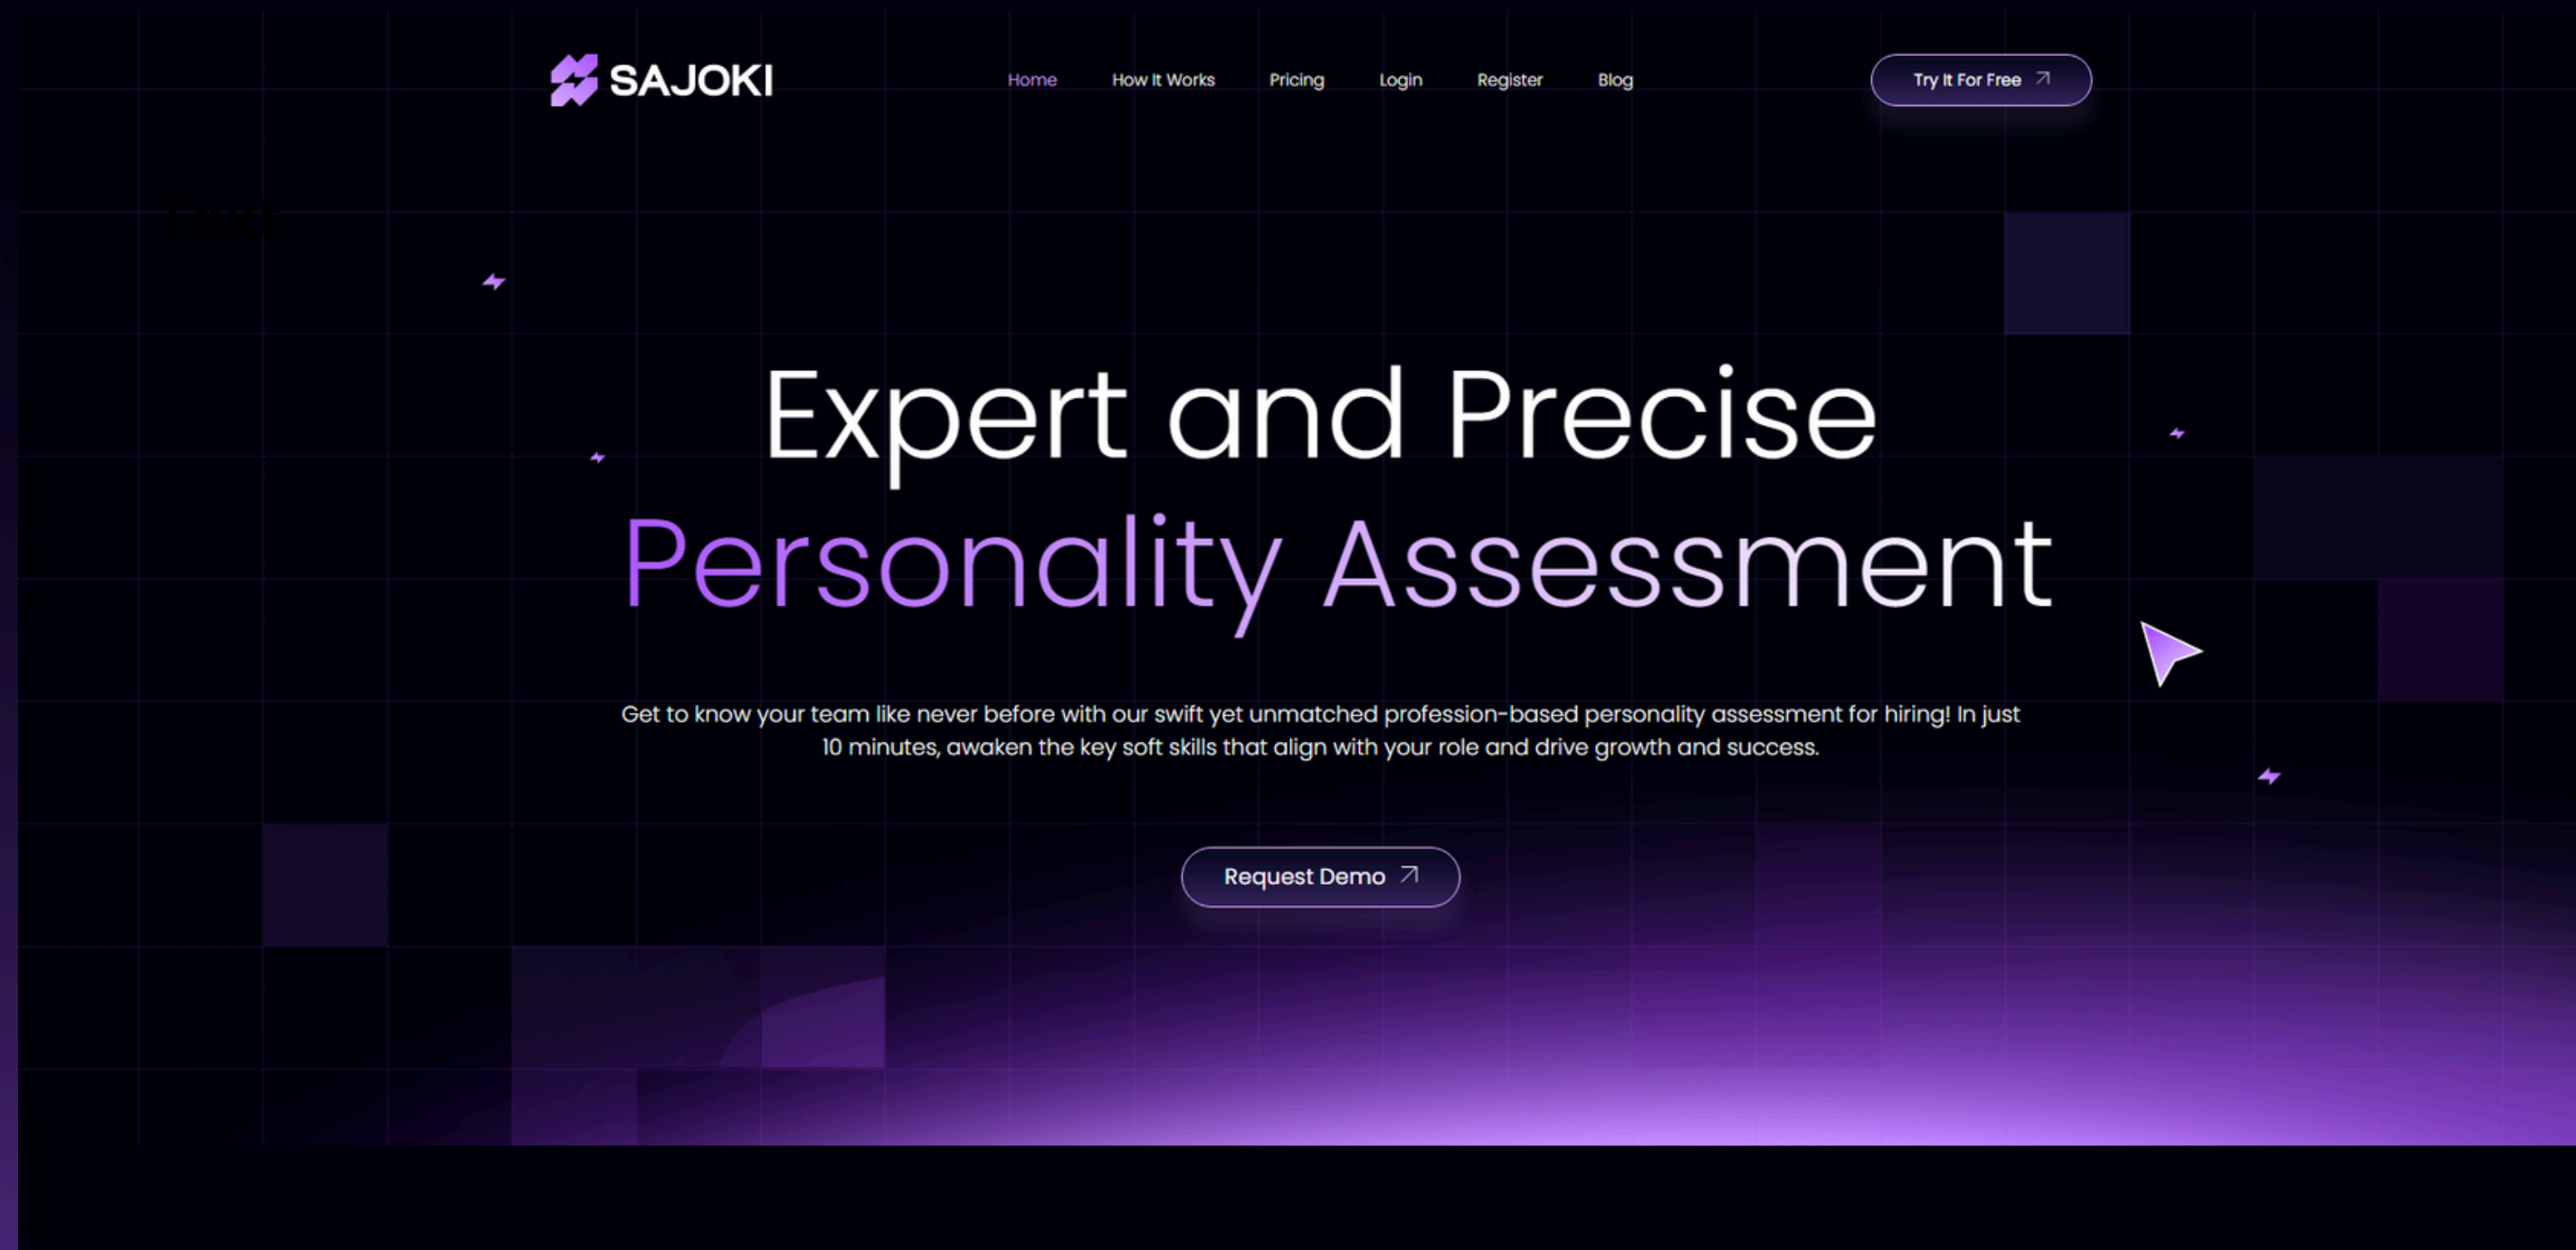 SAJOKI
Home
How It Works
Pricing
Login
Register
Blog
Try It For Free
Text
Expert and Precise
Personality Assessment
Get to know your team like never before with our swift yet unmatched profession-based personality assessment for hiring! In just
10 minutes, awaken the key soft skills that align with your role and drive growth and success.
Request Demo